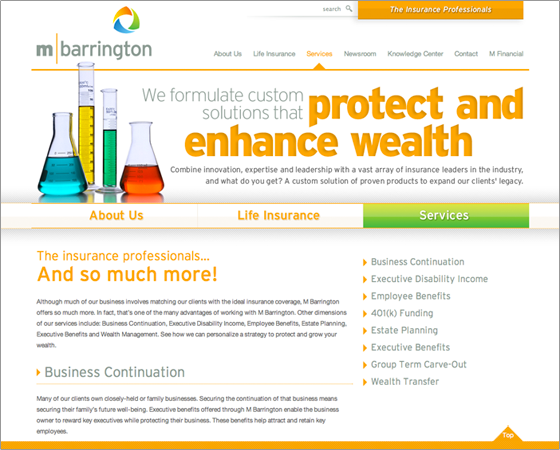 search
The Insurance Professionals
m|barrington
About Us Life Insurance Services Newsroom Knowledge Center Contact M Financial
We formulate custom
solutions that protect and
enhance wealth
Combine innovation, expertise and leadership with a vast array of insurance leaders in the industry,
and what do you get? A custom solution of proven products to expand our clients' legacy.
About Us Life Insurance Services
The insurance professionals...
And so much more!
Although much of our business involves matching our clients with the ideal insurance coverage, M Barrington
offers so much more. In fact, that's one of the many advantages of working with M Barrington. Other dimensions
of our services include: Business Continuation, Executive Disability Income, Employee Benefits, Estate Planning,
Executive Benefits and Wealth Management. See how we can personalize a strategy to protect and grow your
wealth.
Business Continuation
Many of our clients own closely-held or family businesses. Securing the continuation of that business means
securing their family's future well-being. Executive benefits offered through M Barrington enable the business
owner to reward key executives while protecting their business. These benefits help attract and retain key
employees.
Business Continuation
Executive Disability Income
Employee Benefits
401(k) Funding
Estate Planning
Executive Benefits
Group Term Carve-Out
Wealth Transfer
Top